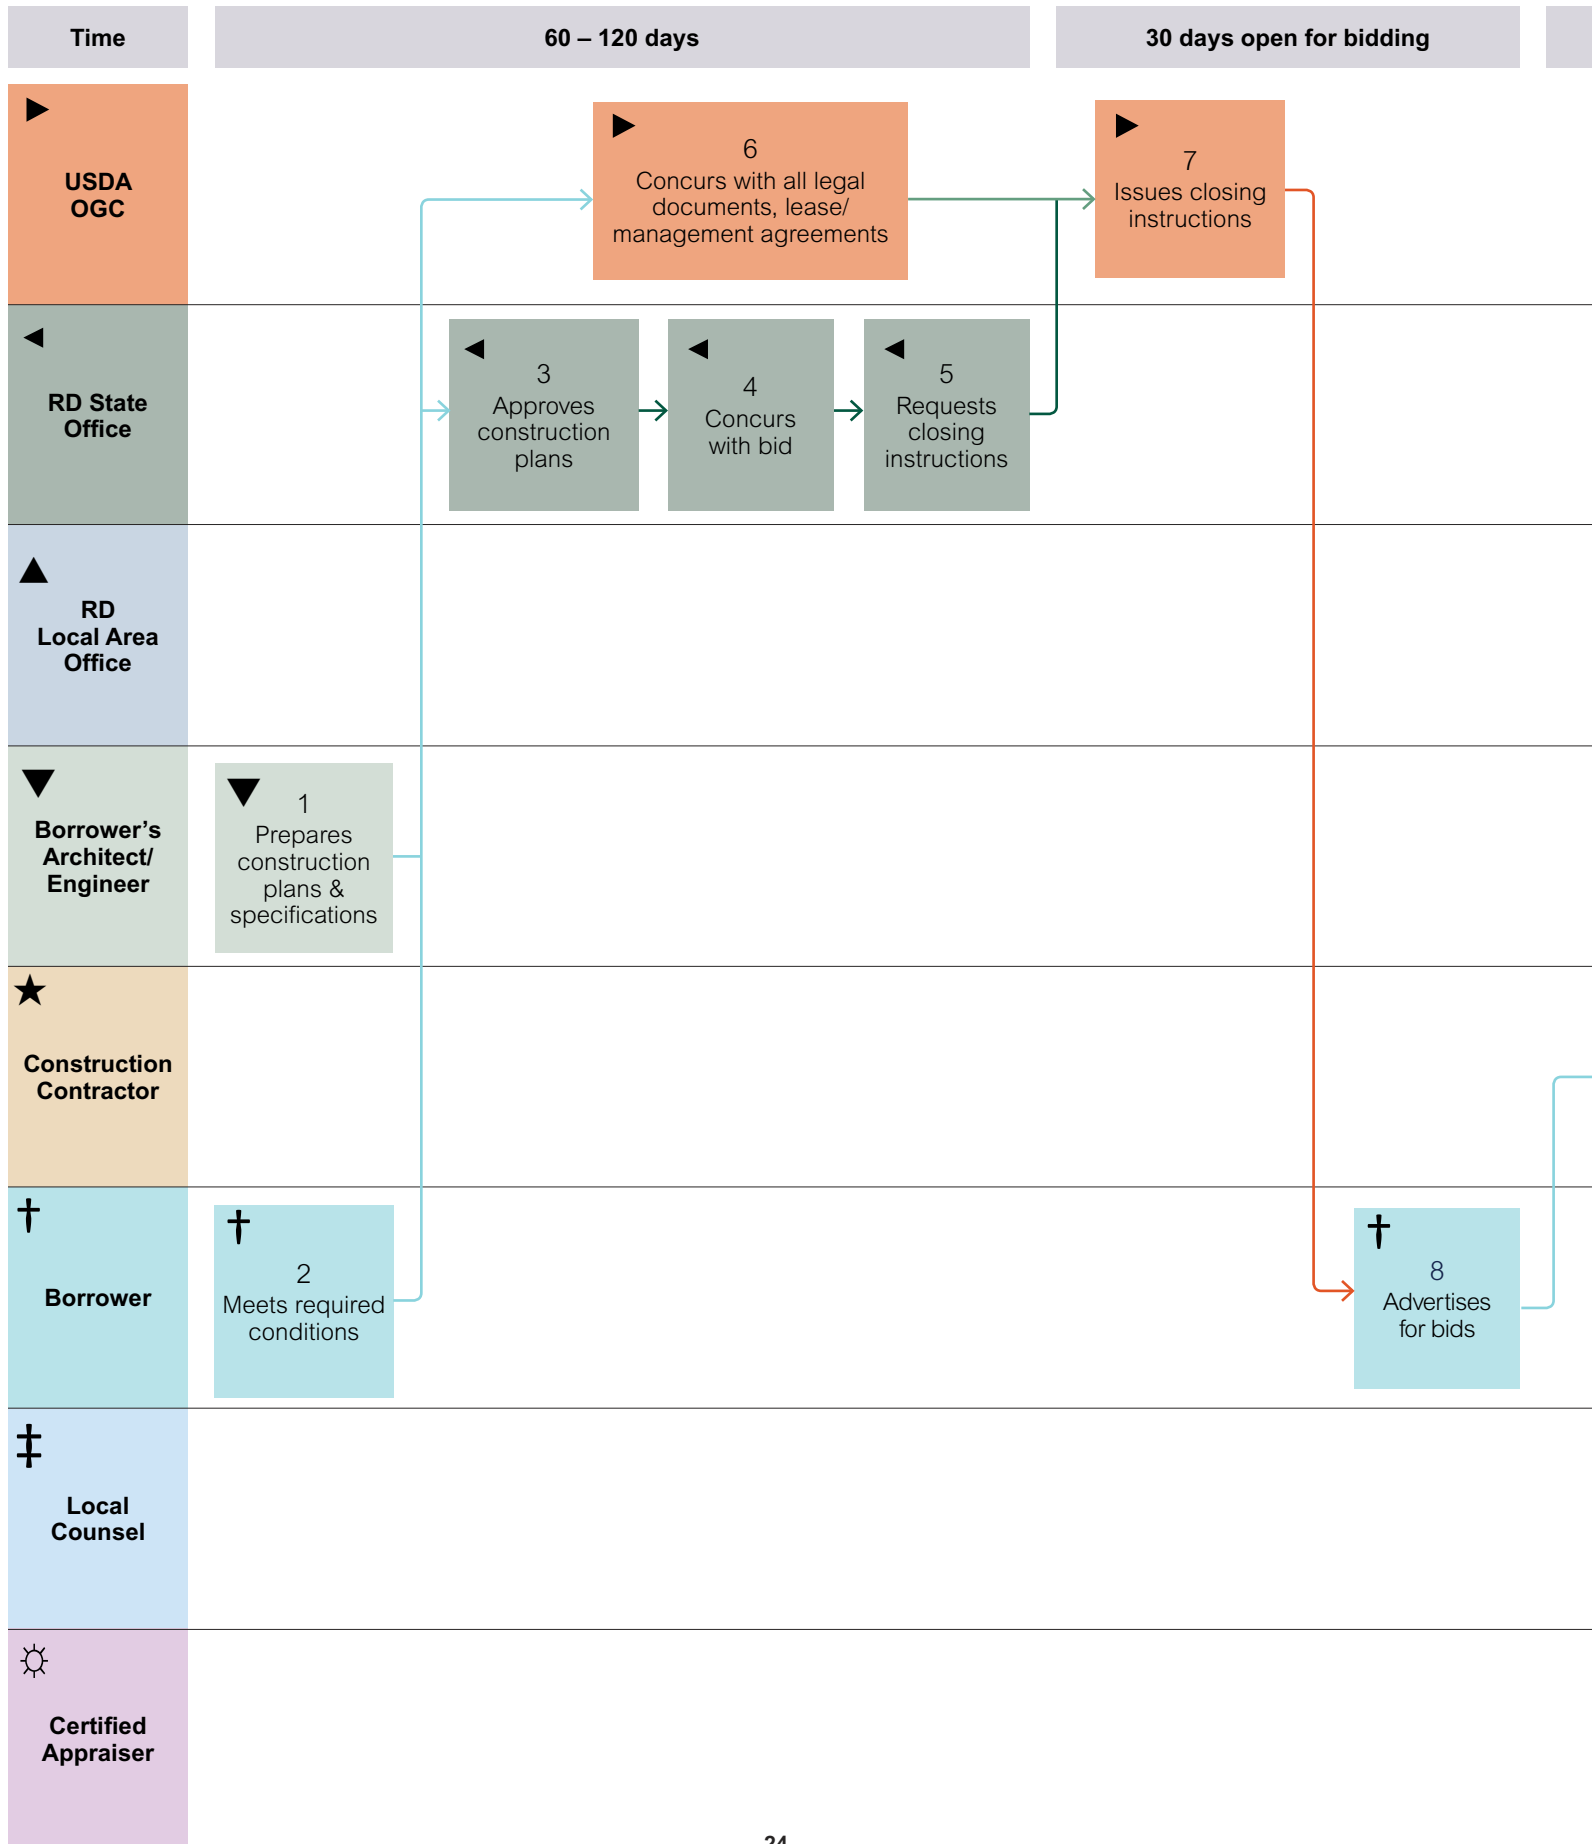 Time
60 – 120 days
30 days open for bidding
USDA
OGC
6
Concurs with all legal
documents, lease/
management agreements
7
Issues closing
instructions
RD State
Office
3
Approves
construction
plans
4
Concurs
with bid
5
Requests
closing
instructions
RD
Local Area
Office
Borrower’s
Architect/
Engineer
1
Prepares
construction
plans &
specifications
Construction
Contractor
Borrower
2
Meets required
conditions
8
Advertises
for bids
Local
Counsel
Certified
Appraiser
24